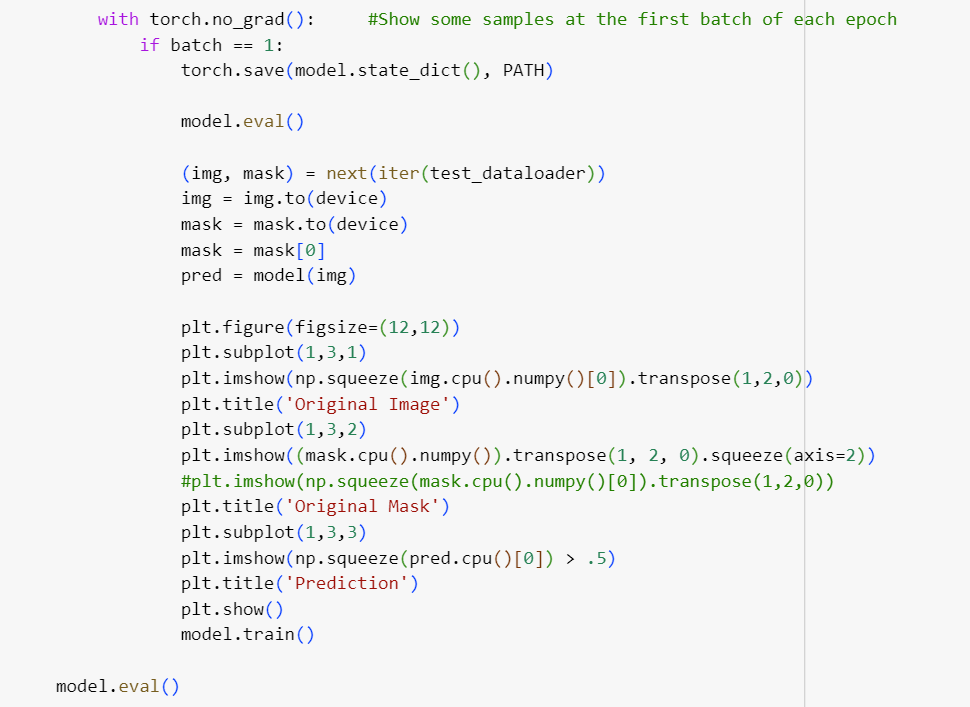 with torch.no_grad():     #Show some samples at the first batch of each epoch
if batch == 1:
torch.save(model.state_dict(), PATH)
model.eval()
(img, mask) = next(iter(test_dataloader))
img = img.to(device)
mask = mask.to(device)
mask = mask[0]
pred = model(img)
plt.figure(figsize=(12,12))
plt.subplot(1,3,1)
plt.imshow(np.squeeze(img.cpu().numpy()[0]).transpose(1,2,0))
plt.title('Original Image')
plt.subplot(1,3,2)
plt.imshow((mask.cpu().numpy()).transpose(1, 2, 0).squeeze(axis=2))
#plt.imshow(np.squeeze(mask.cpu().numpy()[0]).transpose(1,2,0))
plt.title('Original Mask')
plt.subplot(1,3,3)
plt.imshow(np.squeeze(pred.cpu()[0]) > .5)
plt.title('Prediction')
plt.show()
model.train()
model.eval()